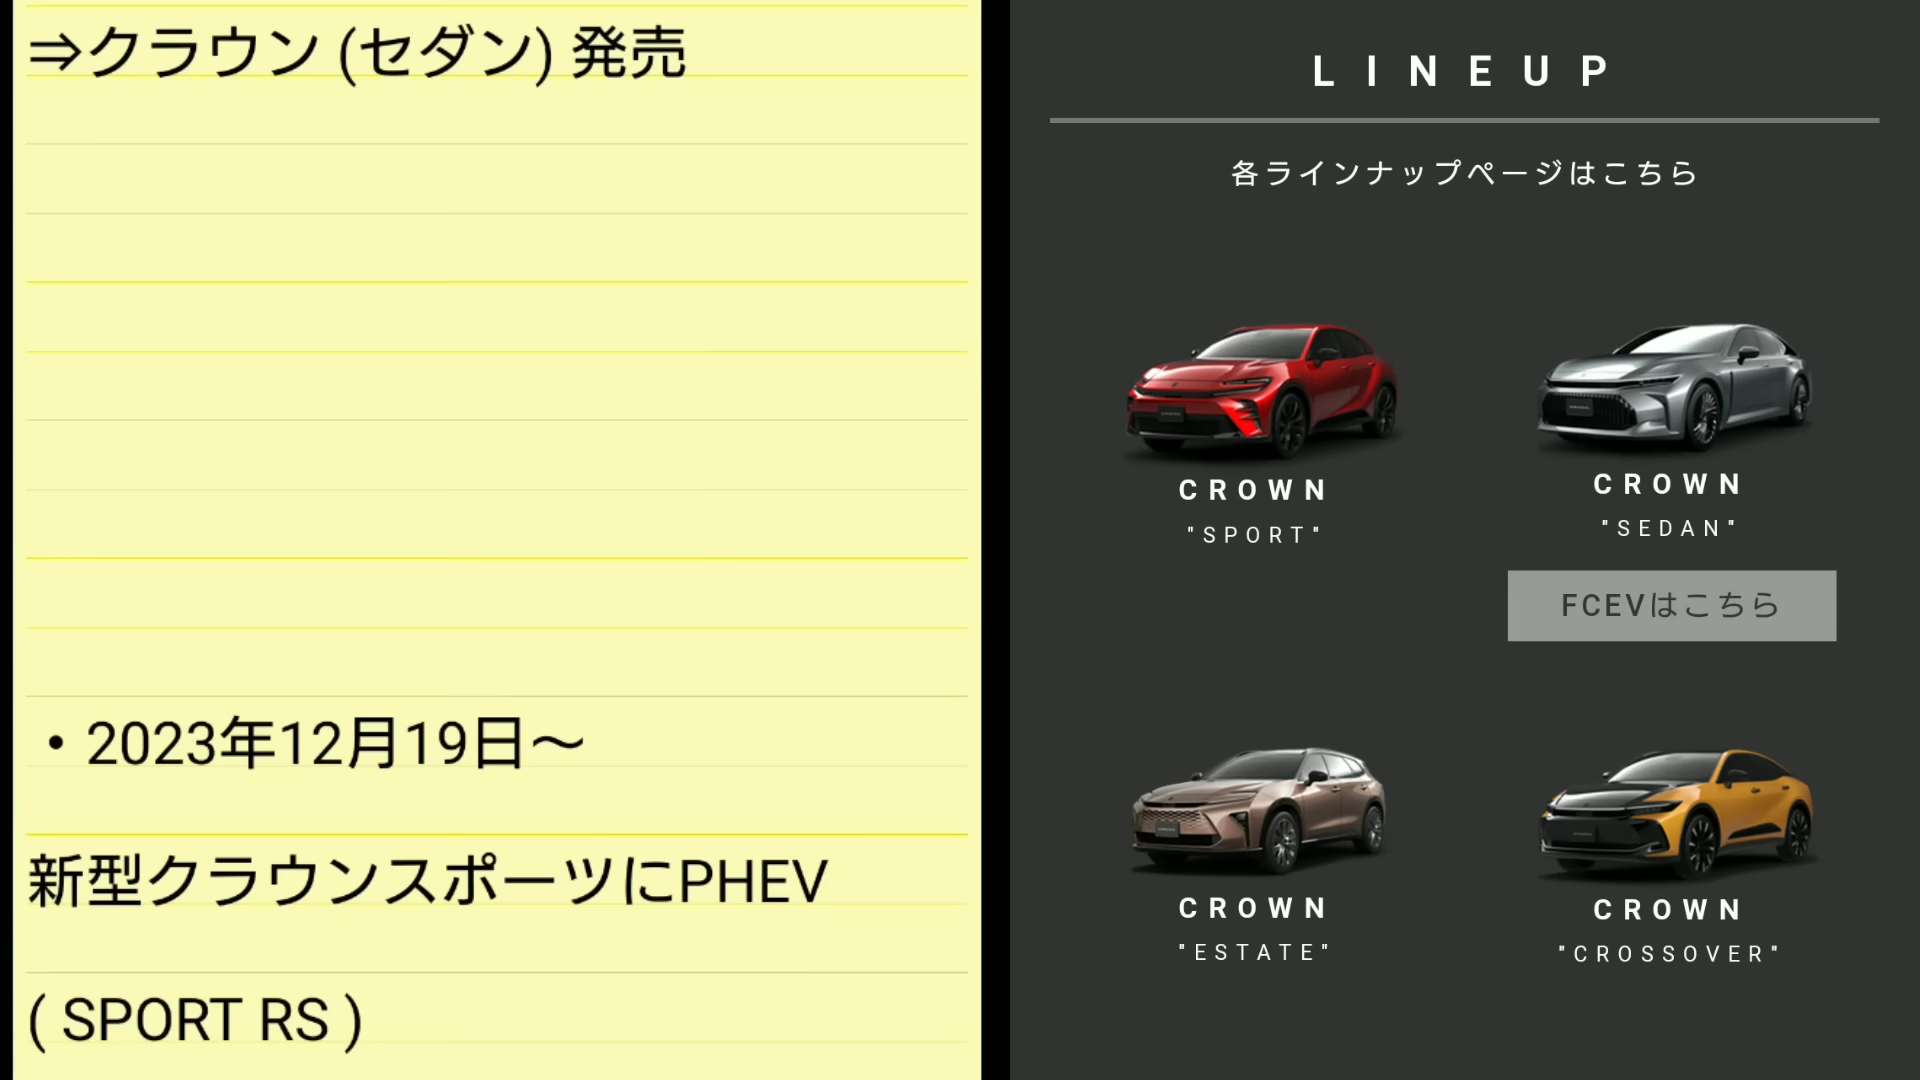 ⇒クラウン (セダン) 発売
・2023年12月19日～
新型クラウンスポーツにPHEV
( SPORT RS )
LINEUP
各ラインナップページはこちら
CROWN
"SPORT"
CROWN
"SEDAN"
FCEVはこちら
CROWN
"ESTATE"
CROWN
"CROSSOVER"